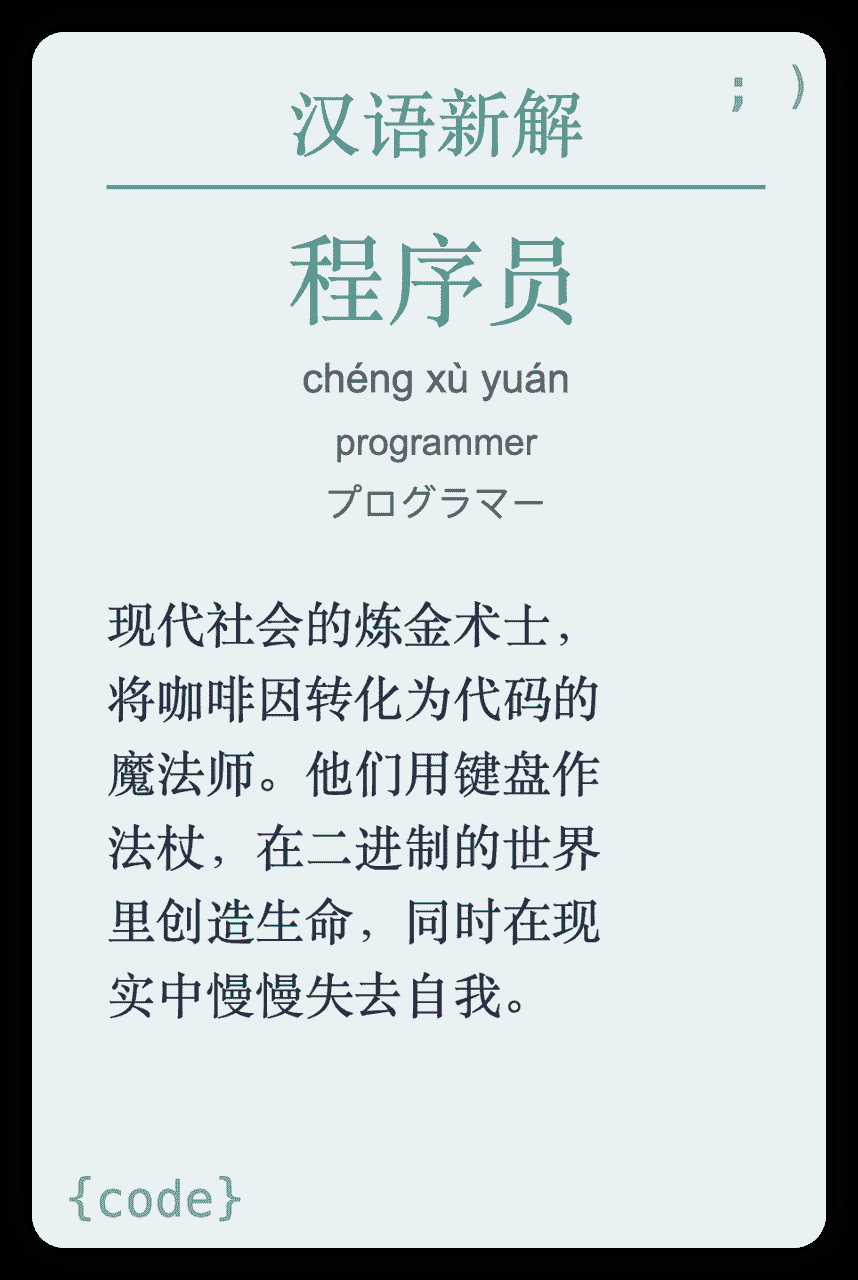 ; )
汉语新解
程序员
chéng xù yuán
programmer
プログラマー
现代社会的炼金术士，
将咖啡因转化为代码的
魔法师。他们用键盘作
法杖，在二进制的世界
里创造生命，同时在现
实中慢慢失去自我。
{code}